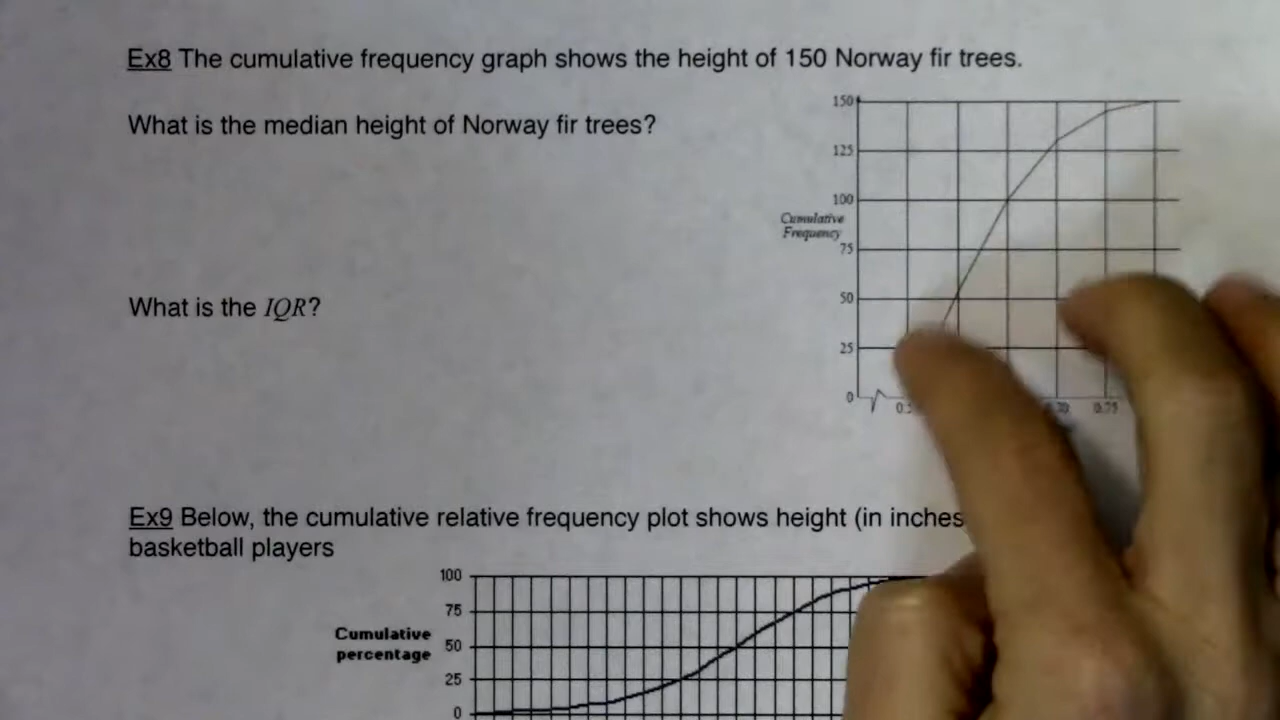 Ex8 The cumulative frequency graph shows the height of 150 Norway fir trees.
What is the median height of Norway fir trees?
150
125
100
Cumulative
Frequency
75
50
25
0
0.75
What is the IQR?
Ex9 Below, the cumulative relative frequency plot shows height (in inches
basketball players
100
75
Cumulative
percentage
50
25
0